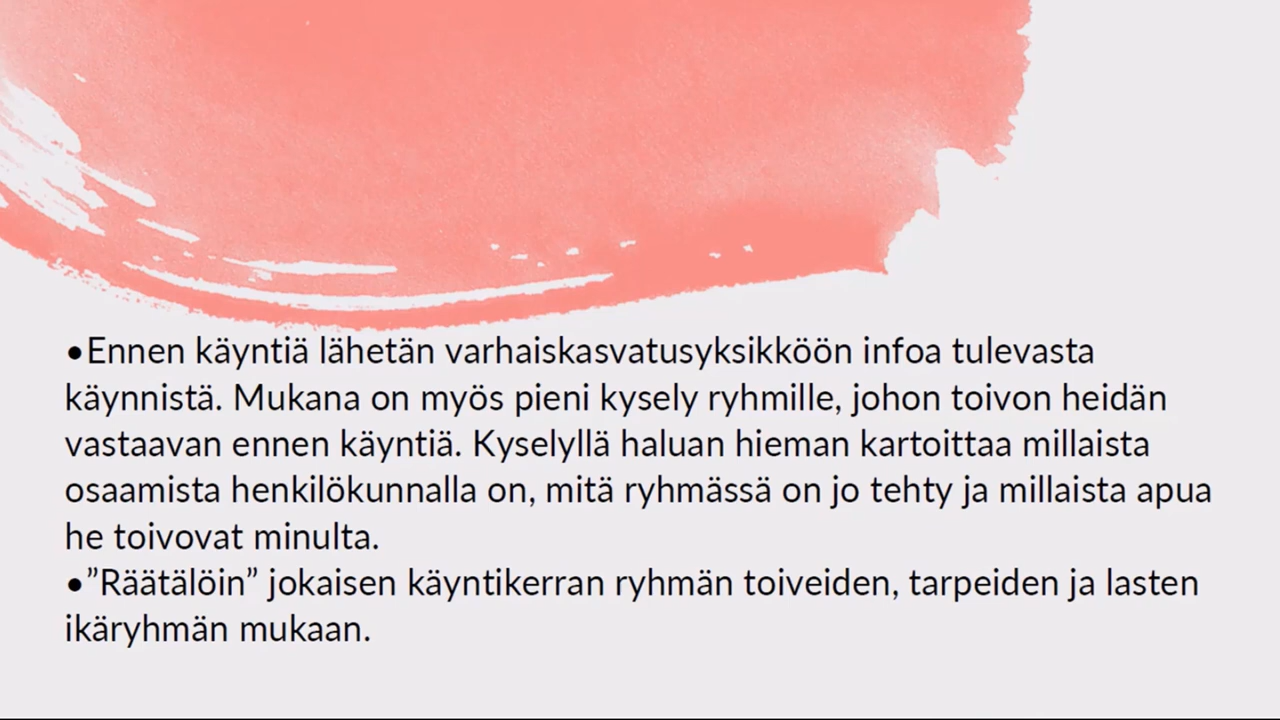 •Ennen käyntiä lähetän varhaiskasvatusyksikköön infoa tulevasta
käynnistä. Mukana on myös pieni kysely ryhmille, johon toivon heidän
vastaavan ennen käyntiä. Kyselyllä haluan hieman kartoittaa millaista
osaamista henkilökunnalla on, mitä ryhmässä on jo tehty ja millaista apua
he toivovat minulta.
•”Räätälöin” jokaisen käyntikerran ryhmän toiveiden, tarpeiden ja lasten
ikäryhmän mukaan.